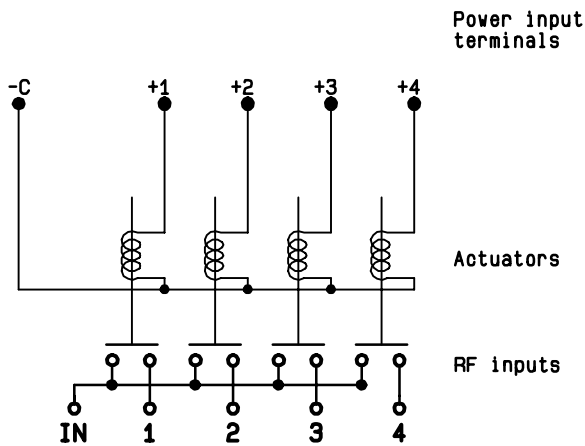 Power input
terminals
-C +1 +2 +3 +4
Actuators
RF inputs
IN 1 2 3 4